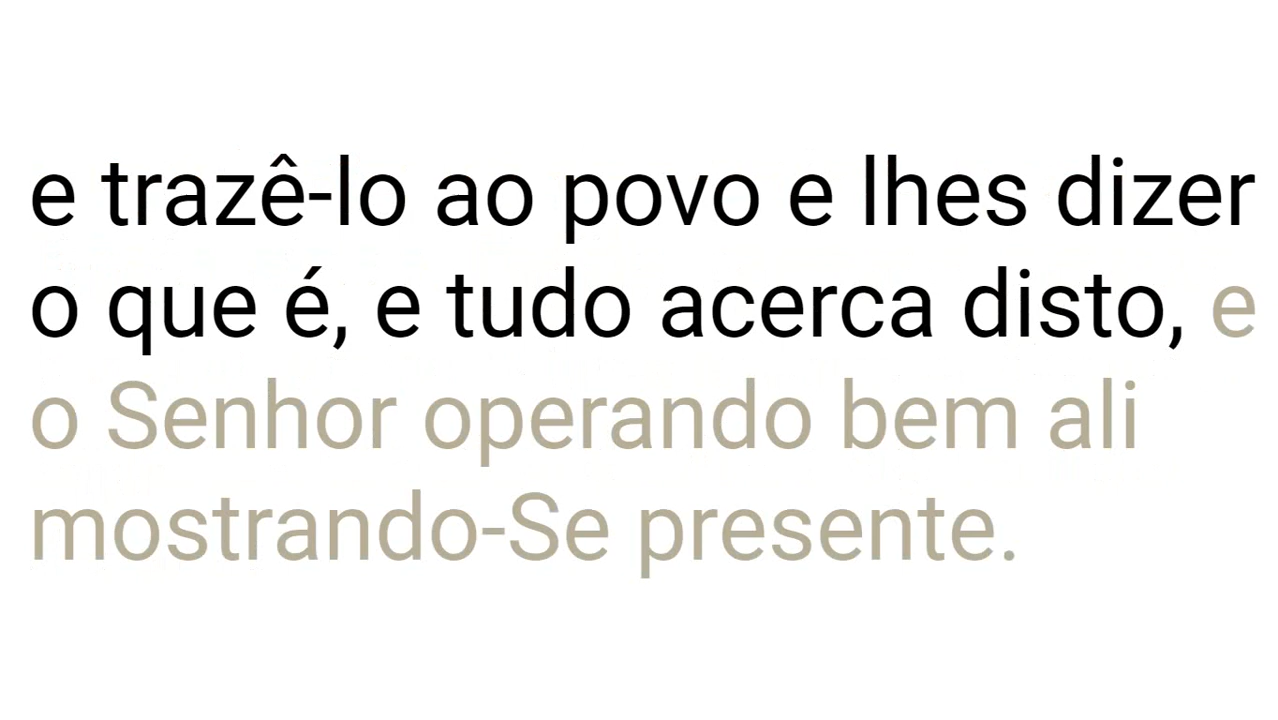 e trazê-lo ao povo e lhes dizer
o que é, e tudo acerca disto, e
o Senhor operando bem ali
mostrando-Se presente.